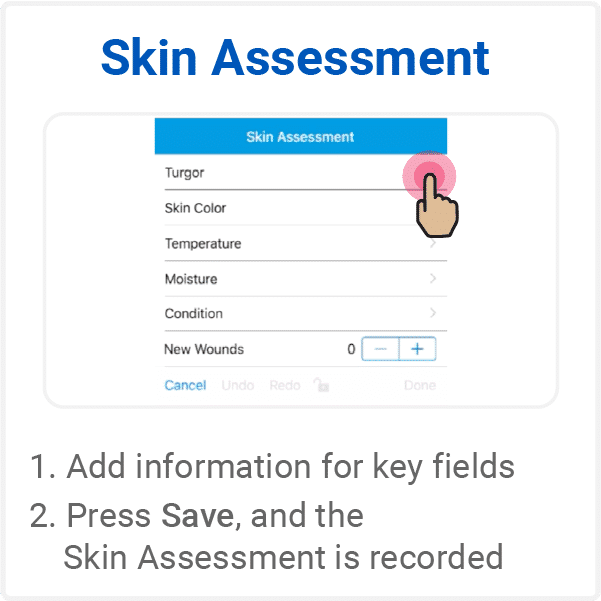 Skin Assessment
Skin Assessment
Turgor
Skin Color
Temperature
Moisture
Condition
New Wounds 0 − +
Cancel Undo Redo Done
1. Add information for key fields
2. Press Save, and the
Skin Assessment is recorded